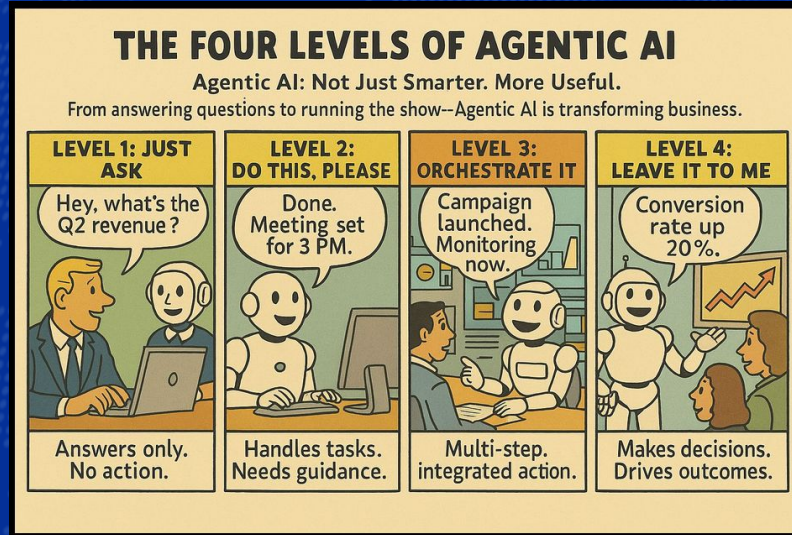 THE FOUR LEVELS OF AGENTIC AI
Agentic AI: Not Just Smarter. More Useful.
From answering questions to running the show--Agentic AI is transforming business.
LEVEL 1: JUST
ASK
Hey, what's the
Q2 revenue?
Answers only.
No action.
LEVEL 2:
DO THIS, PLEASE
Done.
Meeting set
for 3 PM.
Handles tasks.
Needs guidance.
LEVEL 3:
ORCHESTRATE IT
Campaign
launched.
Monitoring
now.
Multi-step.
integrated action.
LEVEL 4:
LEAVE IT TO ME
Conversion
rate up
20%.
Makes decisions.
Drives outcomes.